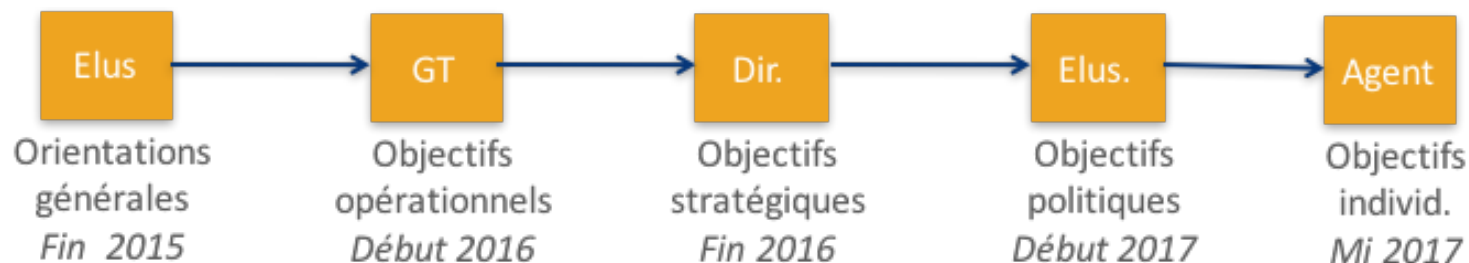 Elus
GT
Dir.
Elus.
Agent
Orientations
générales
Fin 2015
Objectifs
opérationnels
Début 2016
Objectifs
stratégiques
Fin 2016
Objectifs
politiques
Début 2017
Objectifs
individ.
Mi 2017